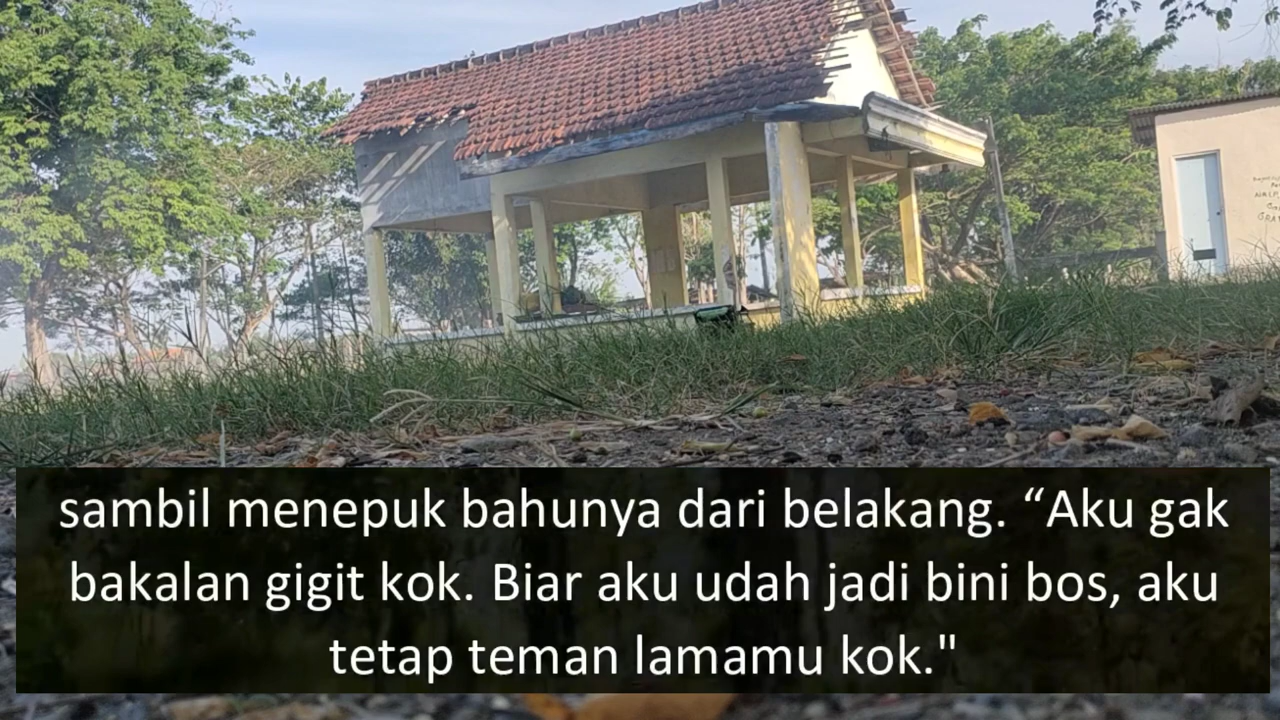 sambil menepuk bahunya dari belakang. “Aku gak
bakalan gigit kok. Biar aku udah jadi bini bos, aku
tetap teman lamamu kok."